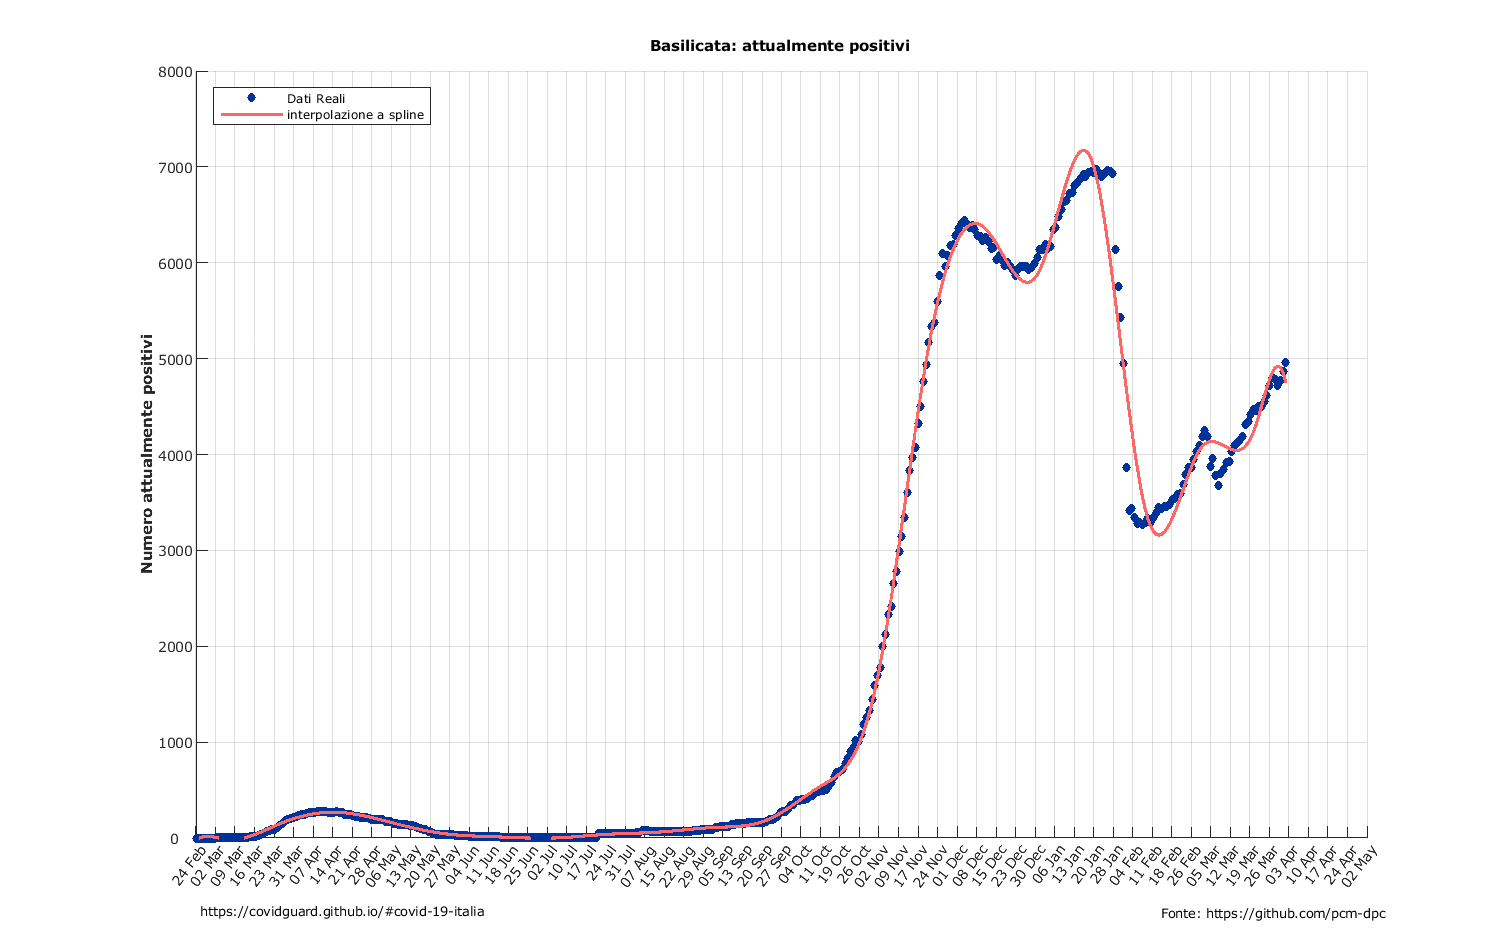 Basilicata: attualmente positivi
Numero attualmente positivi
8000
7000
6000
5000
4000
3000
2000
1000
0
Dati Reali
interpolazione a spline
24 Feb
02 Mar
09 Mar
16 Mar
23 Mar
31 Mar
07 Apr
14 Apr
21 Apr
28 Apr
06 May
13 May
20 May
27 May
04 Jun
11 Jun
18 Jun
25 Jun
02 Jul
10 Jul
17 Jul
24 Jul
31 Jul
07 Aug
15 Aug
22 Aug
29 Aug
05 Sep
13 Sep
20 Sep
27 Sep
04 Oct
11 Oct
19 Oct
26 Oct
02 Nov
09 Nov
17 Nov
24 Nov
01 Dec
08 Dec
15 Dec
23 Dec
30 Dec
06 Jan
13 Jan
20 Jan
28 Jan
04 Feb
11 Feb
18 Feb
26 Feb
05 Mar
12 Mar
19 Mar
26 Mar
03 Apr
10 Apr
17 Apr
24 Apr
02 May
https://covidguard.github.io/#covid-19-italia
Fonte: https://github.com/pcm-dpc